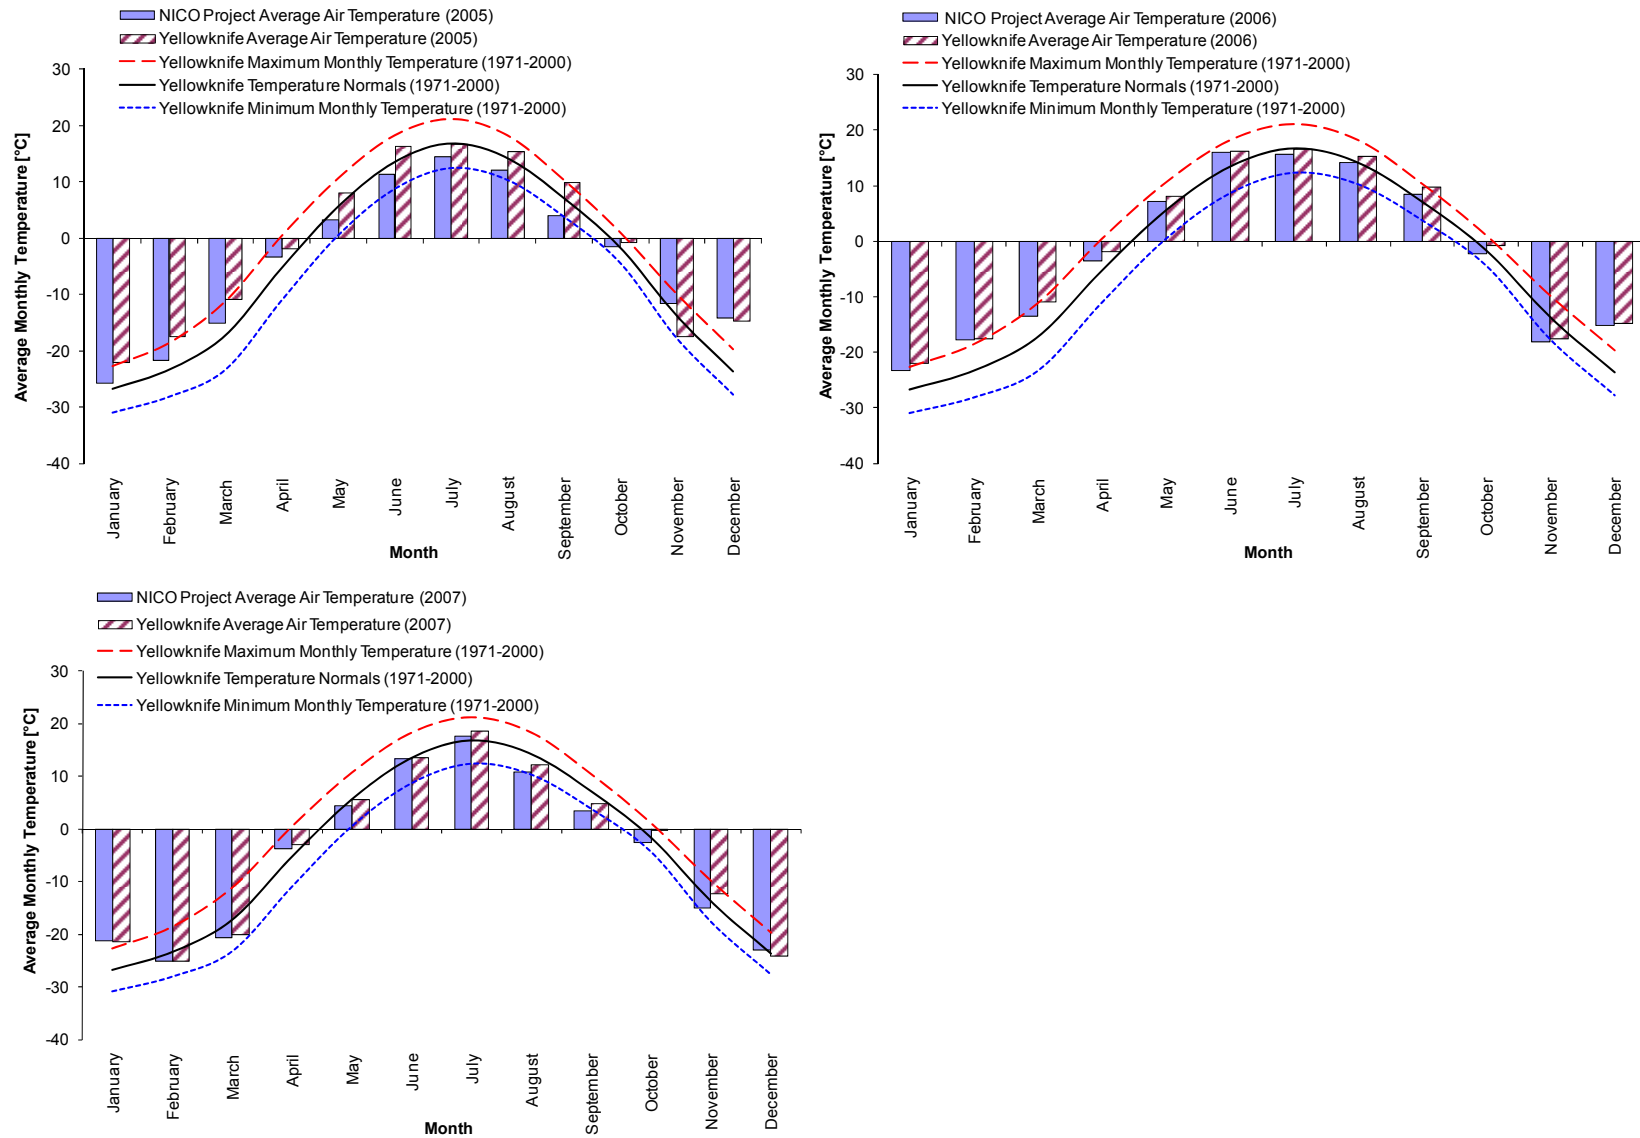 NICO Project Average Air Temperature (2005)
Yellowknife Average Air Temperature (2005)
Yellowknife Maximum Monthly Temperature (1971-2000)
Yellowknife Temperature Normals (1971-2000)
Yellowknife Minimum Monthly Temperature (1971-2000)
30
20
10
0
-10
-20
-30
-40
Average Monthly Temperature [°C]
January
February
March
April
May
June
July
August
September
October
November
December
Month
NICO Project Average Air Temperature (2006)
Yellowknife Average Air Temperature (2006)
Yellowknife Maximum Monthly Temperature (1971-2000)
Yellowknife Temperature Normals (1971-2000)
Yellowknife Minimum Monthly Temperature (1971-2000)
30
20
10
0
-10
-20
-30
-40
Average Monthly Temperature [°C]
January
February
March
April
May
June
July
August
September
October
November
December
Month
NICO Project Average Air Temperature (2007)
Yellowknife Average Air Temperature (2007)
Yellowknife Maximum Monthly Temperature (1971-2000)
Yellowknife Temperature Normals (1971-2000)
Yellowknife Minimum Monthly Temperature (1971-2000)
30
20
10
0
-10
-20
-30
-40
Average Monthly Temperature [°C]
January
February
March
April
May
June
July
August
September
October
November
December
Month